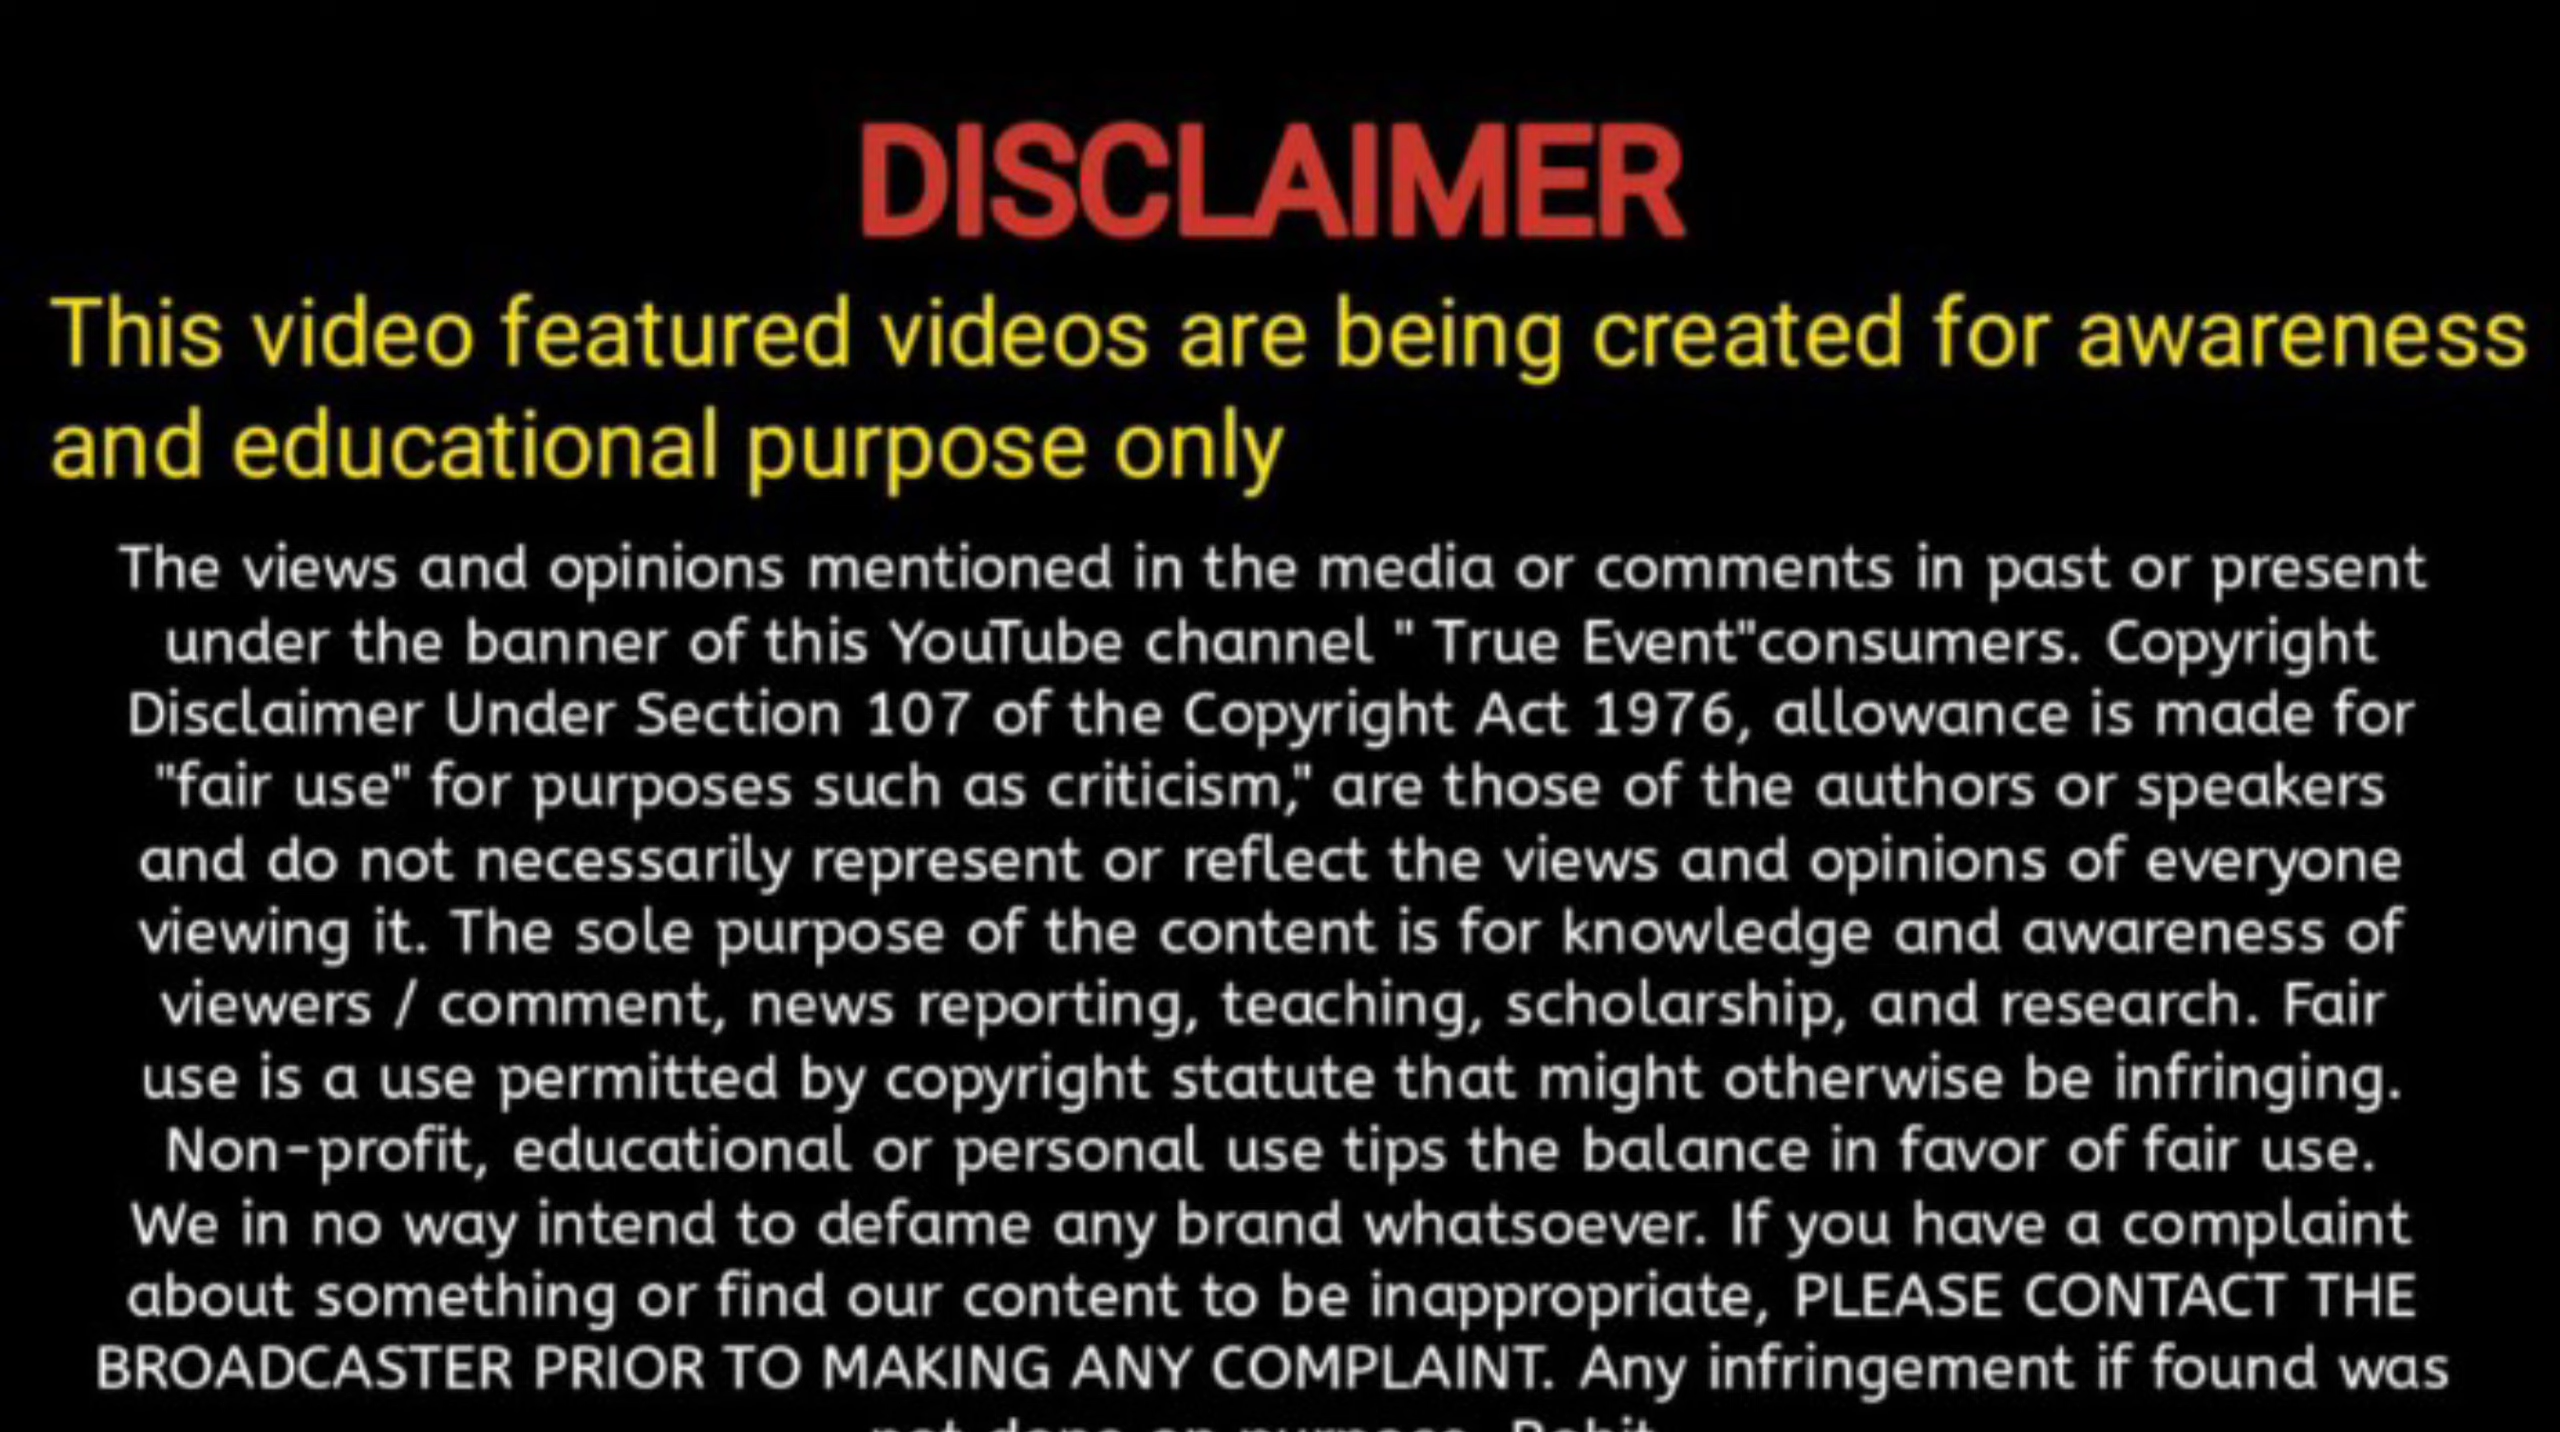 DISCLAIMER
This video featured videos are being created for awareness
and educational purpose only
The views and opinions mentioned in the media or comments in past or present
under the banner of this YouTube channel " True Event"consumers. Copyright
Disclaimer Under Section 107 of the Copyright Act 1976, allowance is made for
"fair use" for purposes such as criticism," are those of the authors or speakers
and do not necessarily represent or reflect the views and opinions of everyone
viewing it. The sole purpose of the content is for knowledge and awareness of
viewers / comment, news reporting, teaching, scholarship, and research. Fair
use is a use permitted by copyright statute that might otherwise be infringing.
Non-profit, educational or personal use tips the balance in favor of fair use.
We in no way intend to defame any brand whatsoever. If you have a complaint
about something or find our content to be inappropriate, PLEASE CONTACT THE
BROADCASTER PRIOR TO MAKING ANY COMPLAINT. Any infringement if found was
not done on purpose.